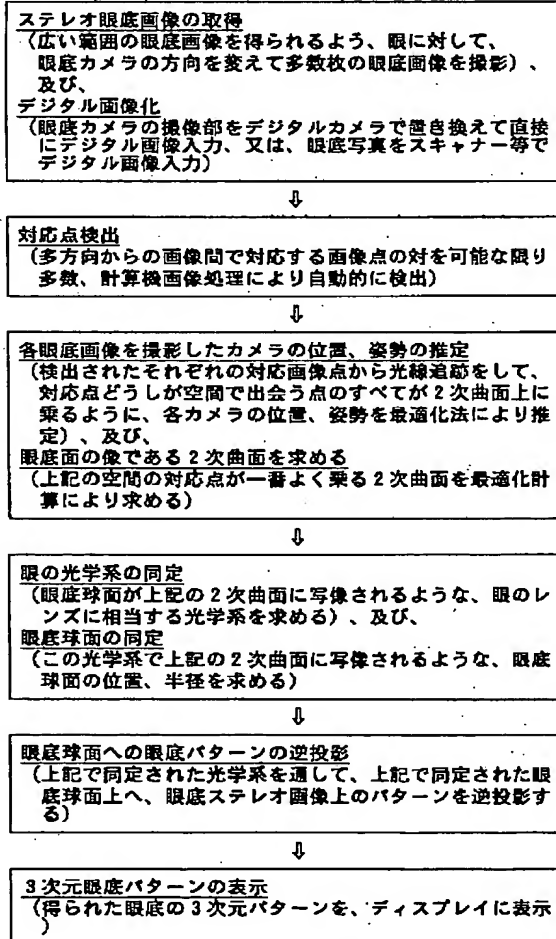 ステレオ眼底画像の取得
(広い範囲の眼底画像を得られるよう、眼に対して、
眼底カメラの方向を変えて多数枚の眼底画像を撮影)、
及び、
デジタル画像化
(眼底カメラの撮像部をデジタルカメラで置き換えて直接
にデジタル画像入力、又は、眼底写真をスキャナー等で
デジタル画像入力)
⇩
対応点検出
(多方向からの画像間で対応する画像点の対を可能な限り
多数、計算機画像処理により自動的に検出)
⇩
各眼底画像を撮影したカメラの位置、姿勢の推定
(検出されたそれぞれの対応画像点から光線追跡をして、
対応点どうしが空間で出会う点のすべてが2次曲面上に
乗るように、各カメラの位置、姿勢を最適化法により推
定)、及び、
眼底面の像である2次曲面を求める
(上記の空間の対応点が一番よく乗る2次曲面を最適化計
算により求める)
⇩
眼の光学系の同定
(眼底球面が上記の2次曲面に写像されるような、眼のレ
ンズに相当する光学系を求める)、及び、
眼底球面の同定
(この光学系で上記の2次曲面に写像されるような、眼底
球面の位置、半径を求める)
⇩
眼底球面への眼底パターンの逆投影
(上記で同定された光学系を通して、上記で同定された眼
底球面上へ、眼底ステレオ画像上のパターンを逆投影す
る)
⇩
3次元眼底パターンの表示
(得られた眼底の3次元パターンを、ディスプレイに表示
)